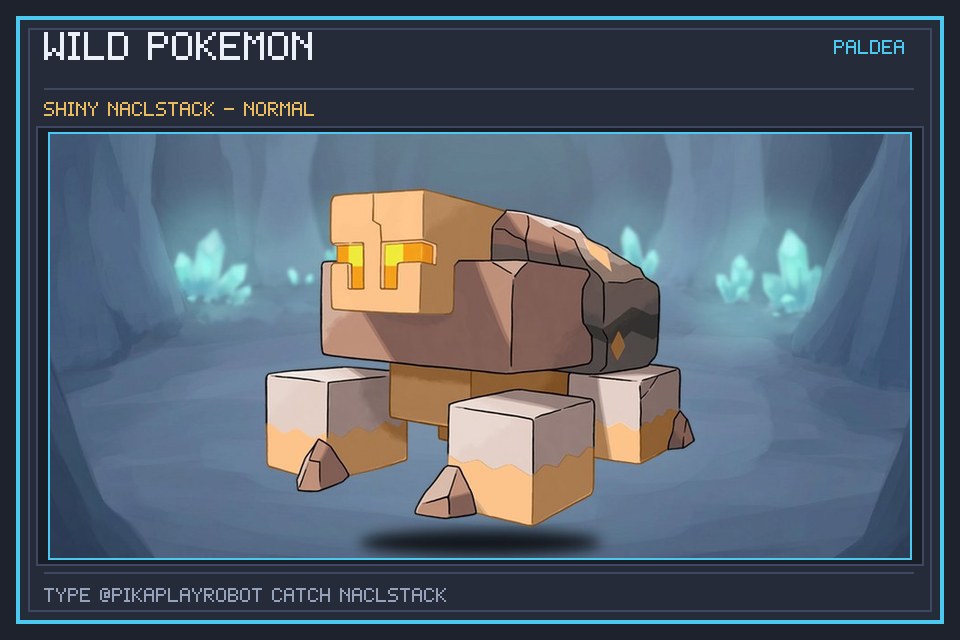 WILD POKEMON
PALDEA
SHINY NACLSTACK - NORMAL
TYPE @PIKAPLAYROBOT CATCH NACLSTACK